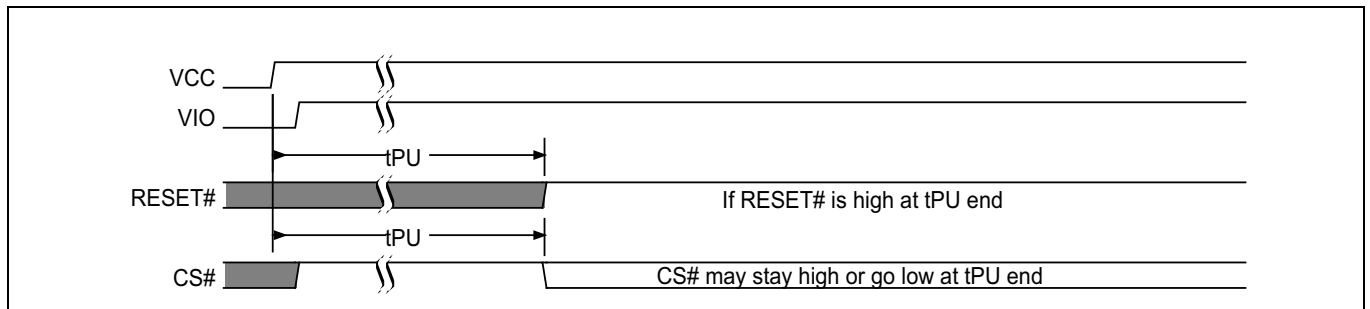 VCC
VIO
tPU
RESET#
If RESET# is high at tPU end
tPU
CS#
CS# may stay high or go low at tPU end